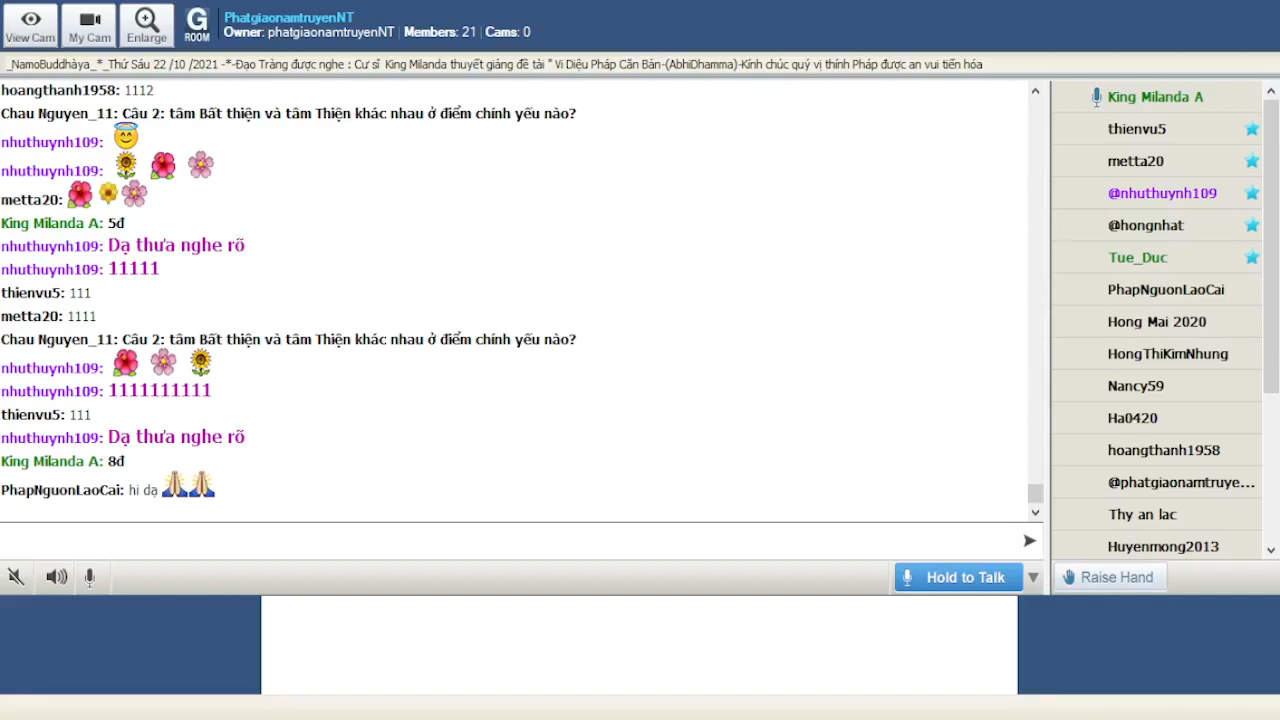 View Cam
My Cam
Enlarge
G
ROOM
PhatgiaonamtruyenNT
Owner: phatgiaonamtruyenNT | Members: 21 | Cams: 0
_NamoBuddhàya_*_Thứ Sáu 22 /10 /2021 -*-Đạo Tràng được nghe : Cư sĩ King Milanda thuyết giảng đề tài " Vi Diệu Pháp Căn Bản-(AbhiDhamma)-Kính chúc quý vị thính Pháp được an vui tiến hóa
hoangthanh1958: 1112
Chau Nguyen_11: Câu 2: tâm Bất thiện và tâm Thiện khác nhau ở điểm chính yếu nào?
nhuthuynh109:
nhuthuynh109:
metta20:
King Milanda A: 5đ
nhuthuynh109: Dạ thưa nghe rõ
nhuthuynh109: 11111
thienvu5: 111
metta20: 1111
Chau Nguyen_11: Câu 2: tâm Bất thiện và tâm Thiện khác nhau ở điểm chính yếu nào?
nhuthuynh109:
nhuthuynh109: 1111111111
thienvu5: 111
nhuthuynh109: Dạ thưa nghe rõ
King Milanda A: 8đ
PhapNguonLaoCai: hi dạ
Hold to Talk
King Milanda A
thienvu5
metta20
@nhuthuynh109
@hongnhat
Tue_Duc
PhapNguonLaoCai
Hong Mai 2020
HongThiKimNhung
Nancy59
Ha0420
hoangthanh1958
@phatgiaonamtruye...
Thy an lac
Huyenmong2013
Raise Hand